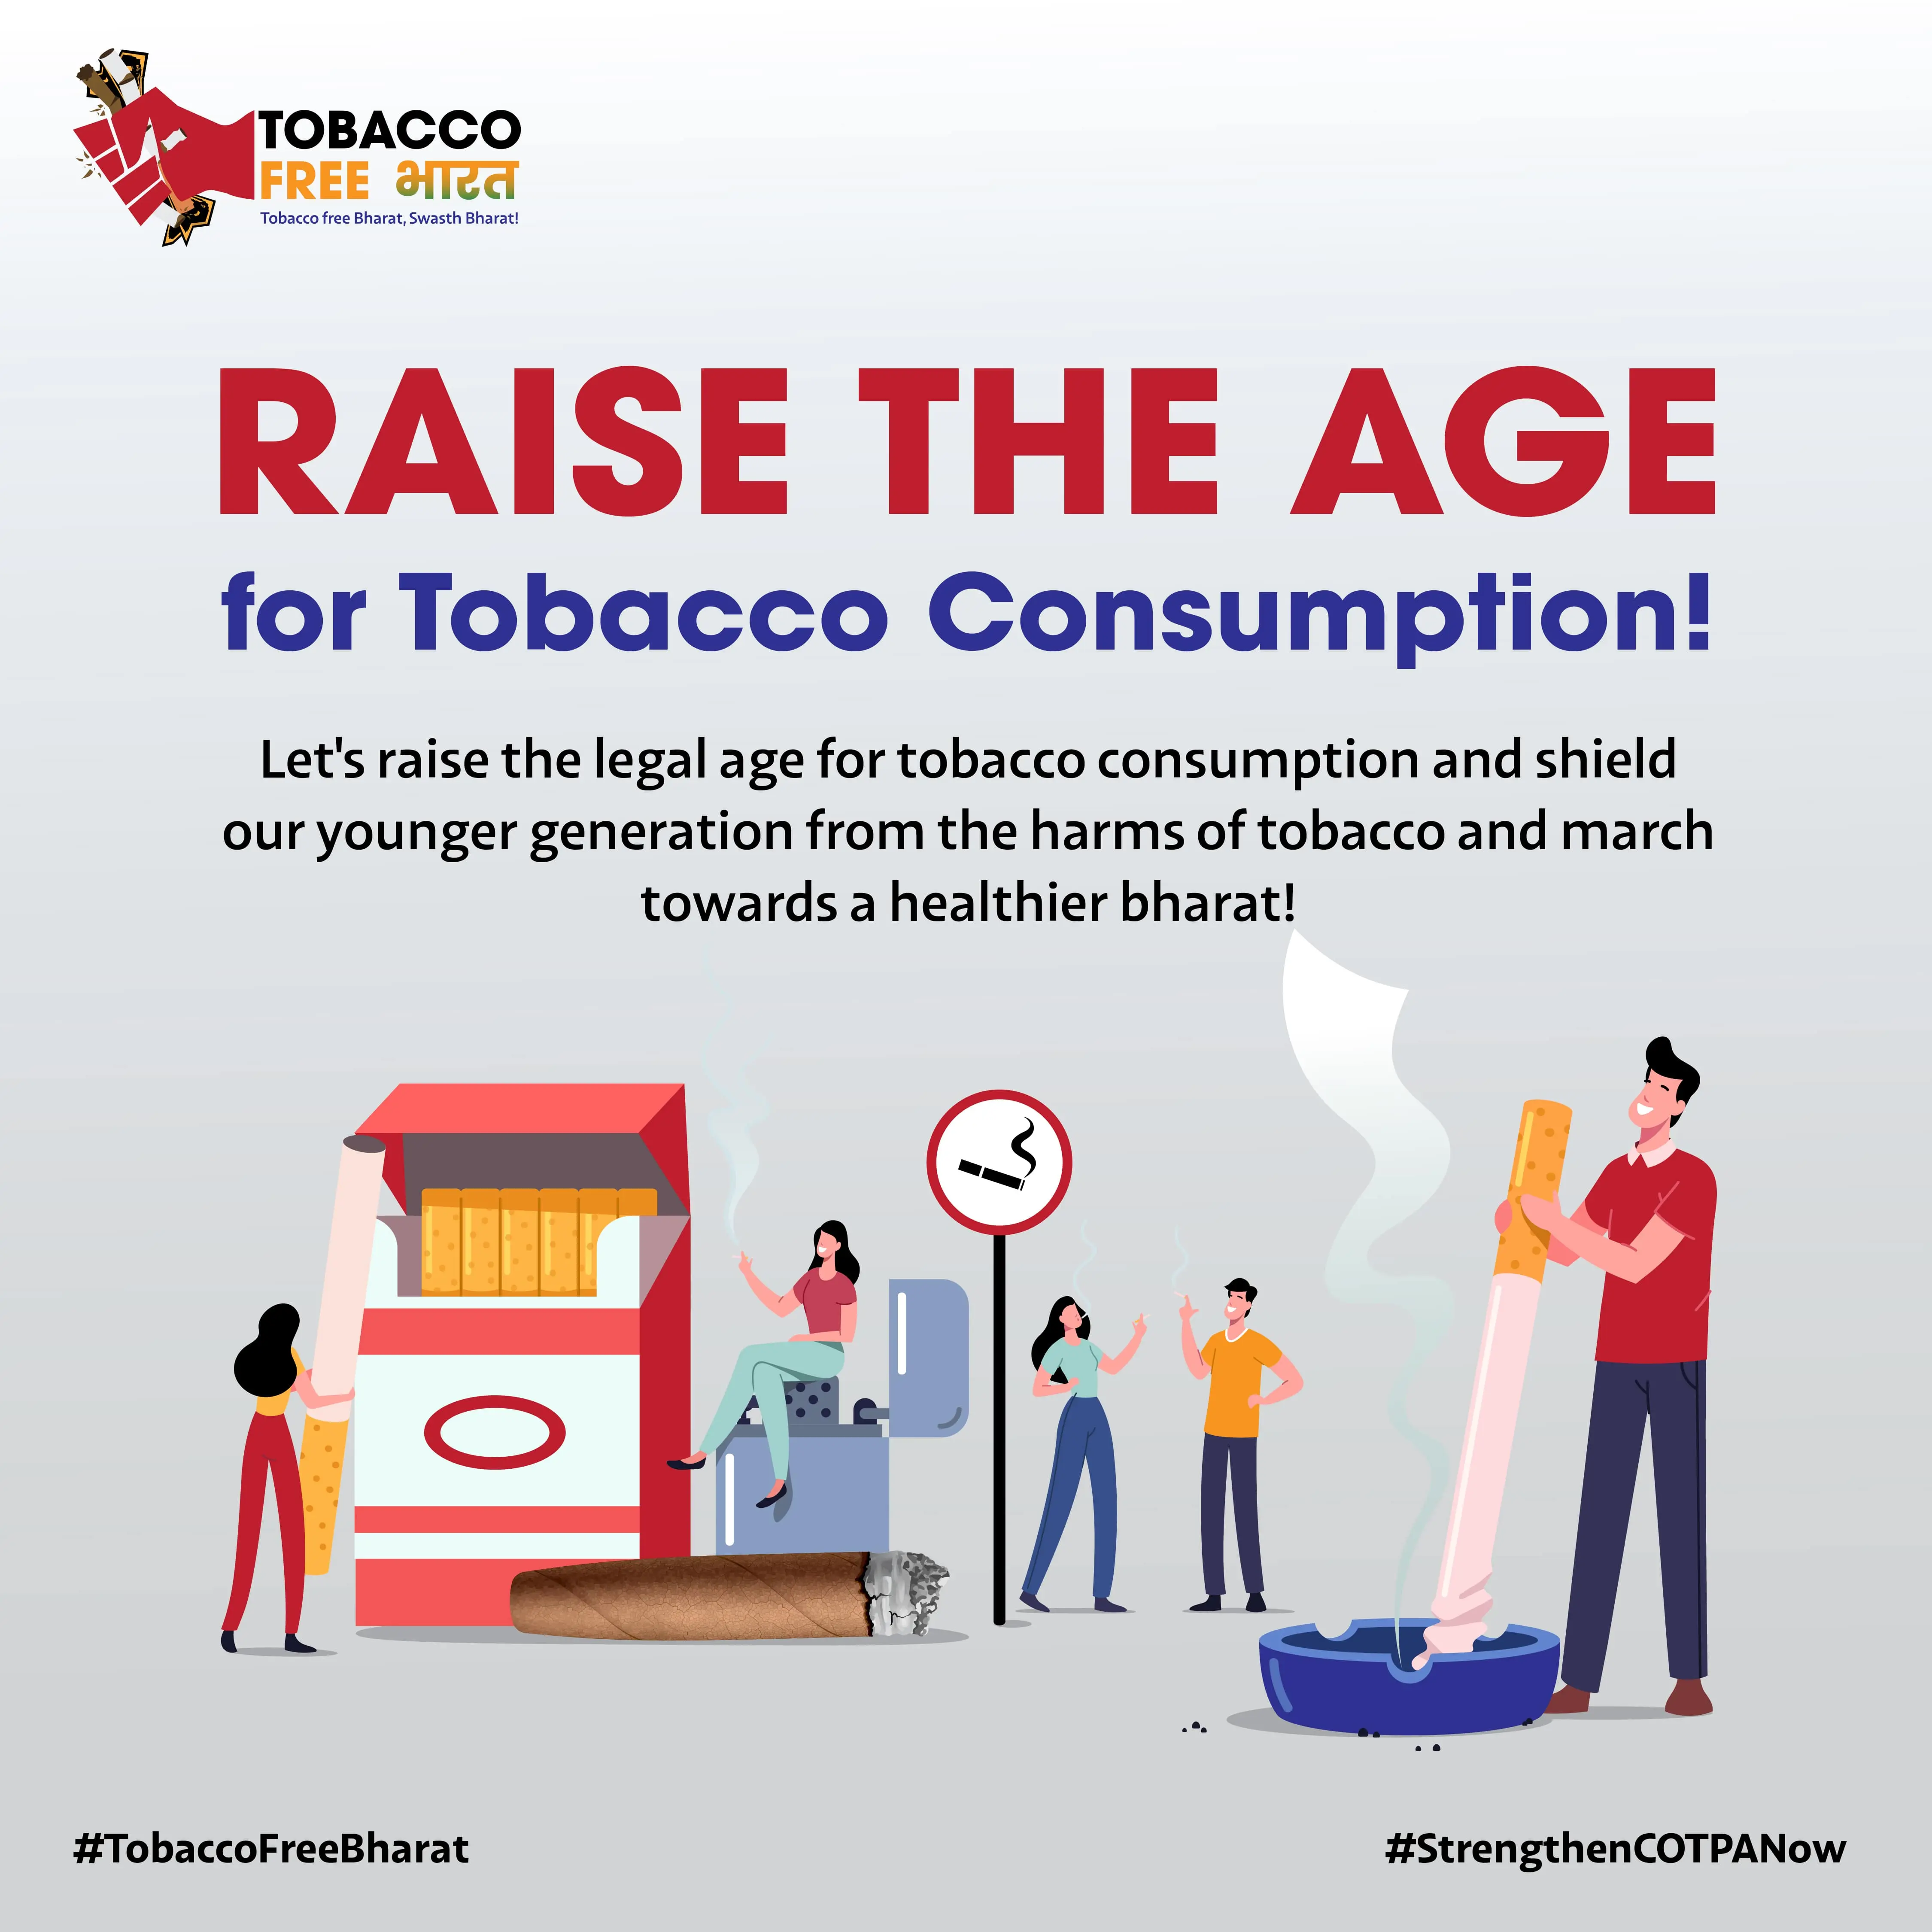 TOBACCO
FREE भारत
Tobacco free Bharat, Swasth Bharat!
RAISE THE AGE
for Tobacco Consumption!
Let's raise the legal age for tobacco consumption and shield
our younger generation from the harms of tobacco and march
towards a healthier bharat!
#TobaccoFreeBharat
#StrengthenCOTPANow